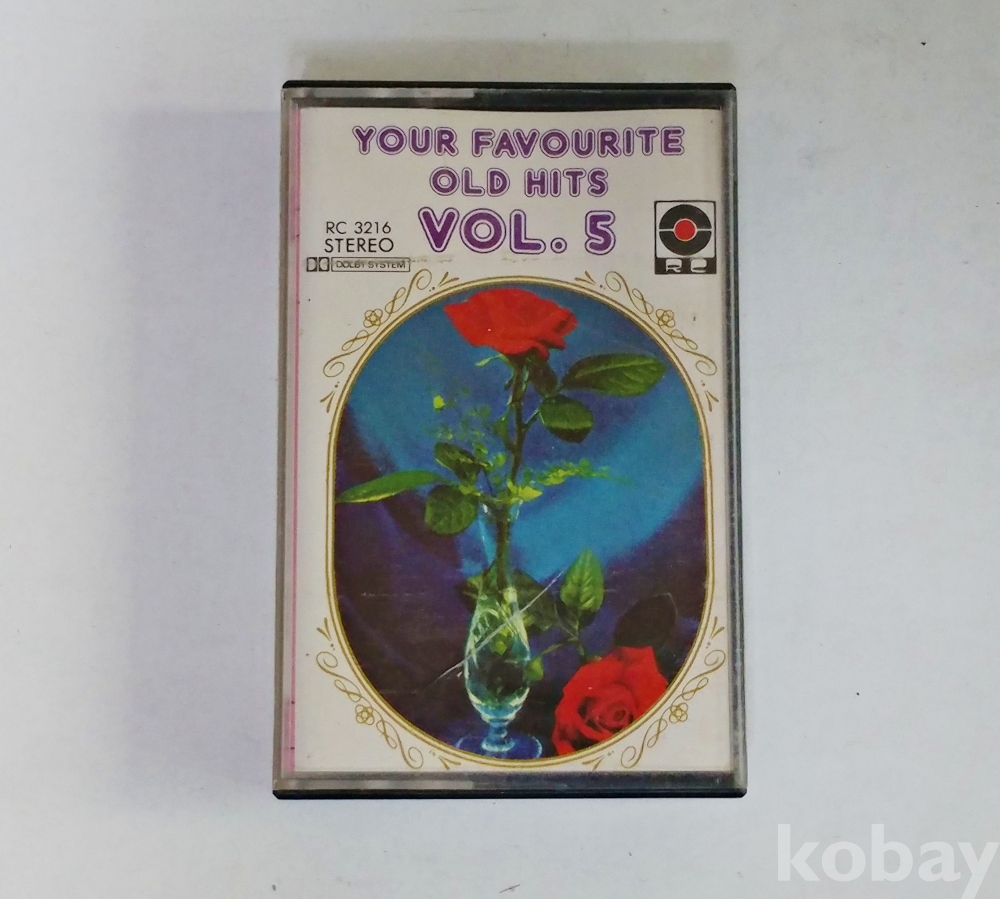 YOUR FAVOURITE
OLD HITS
VOL. 5
RC 3216
STEREO
DOLBY SYSTEM
RC
kobay